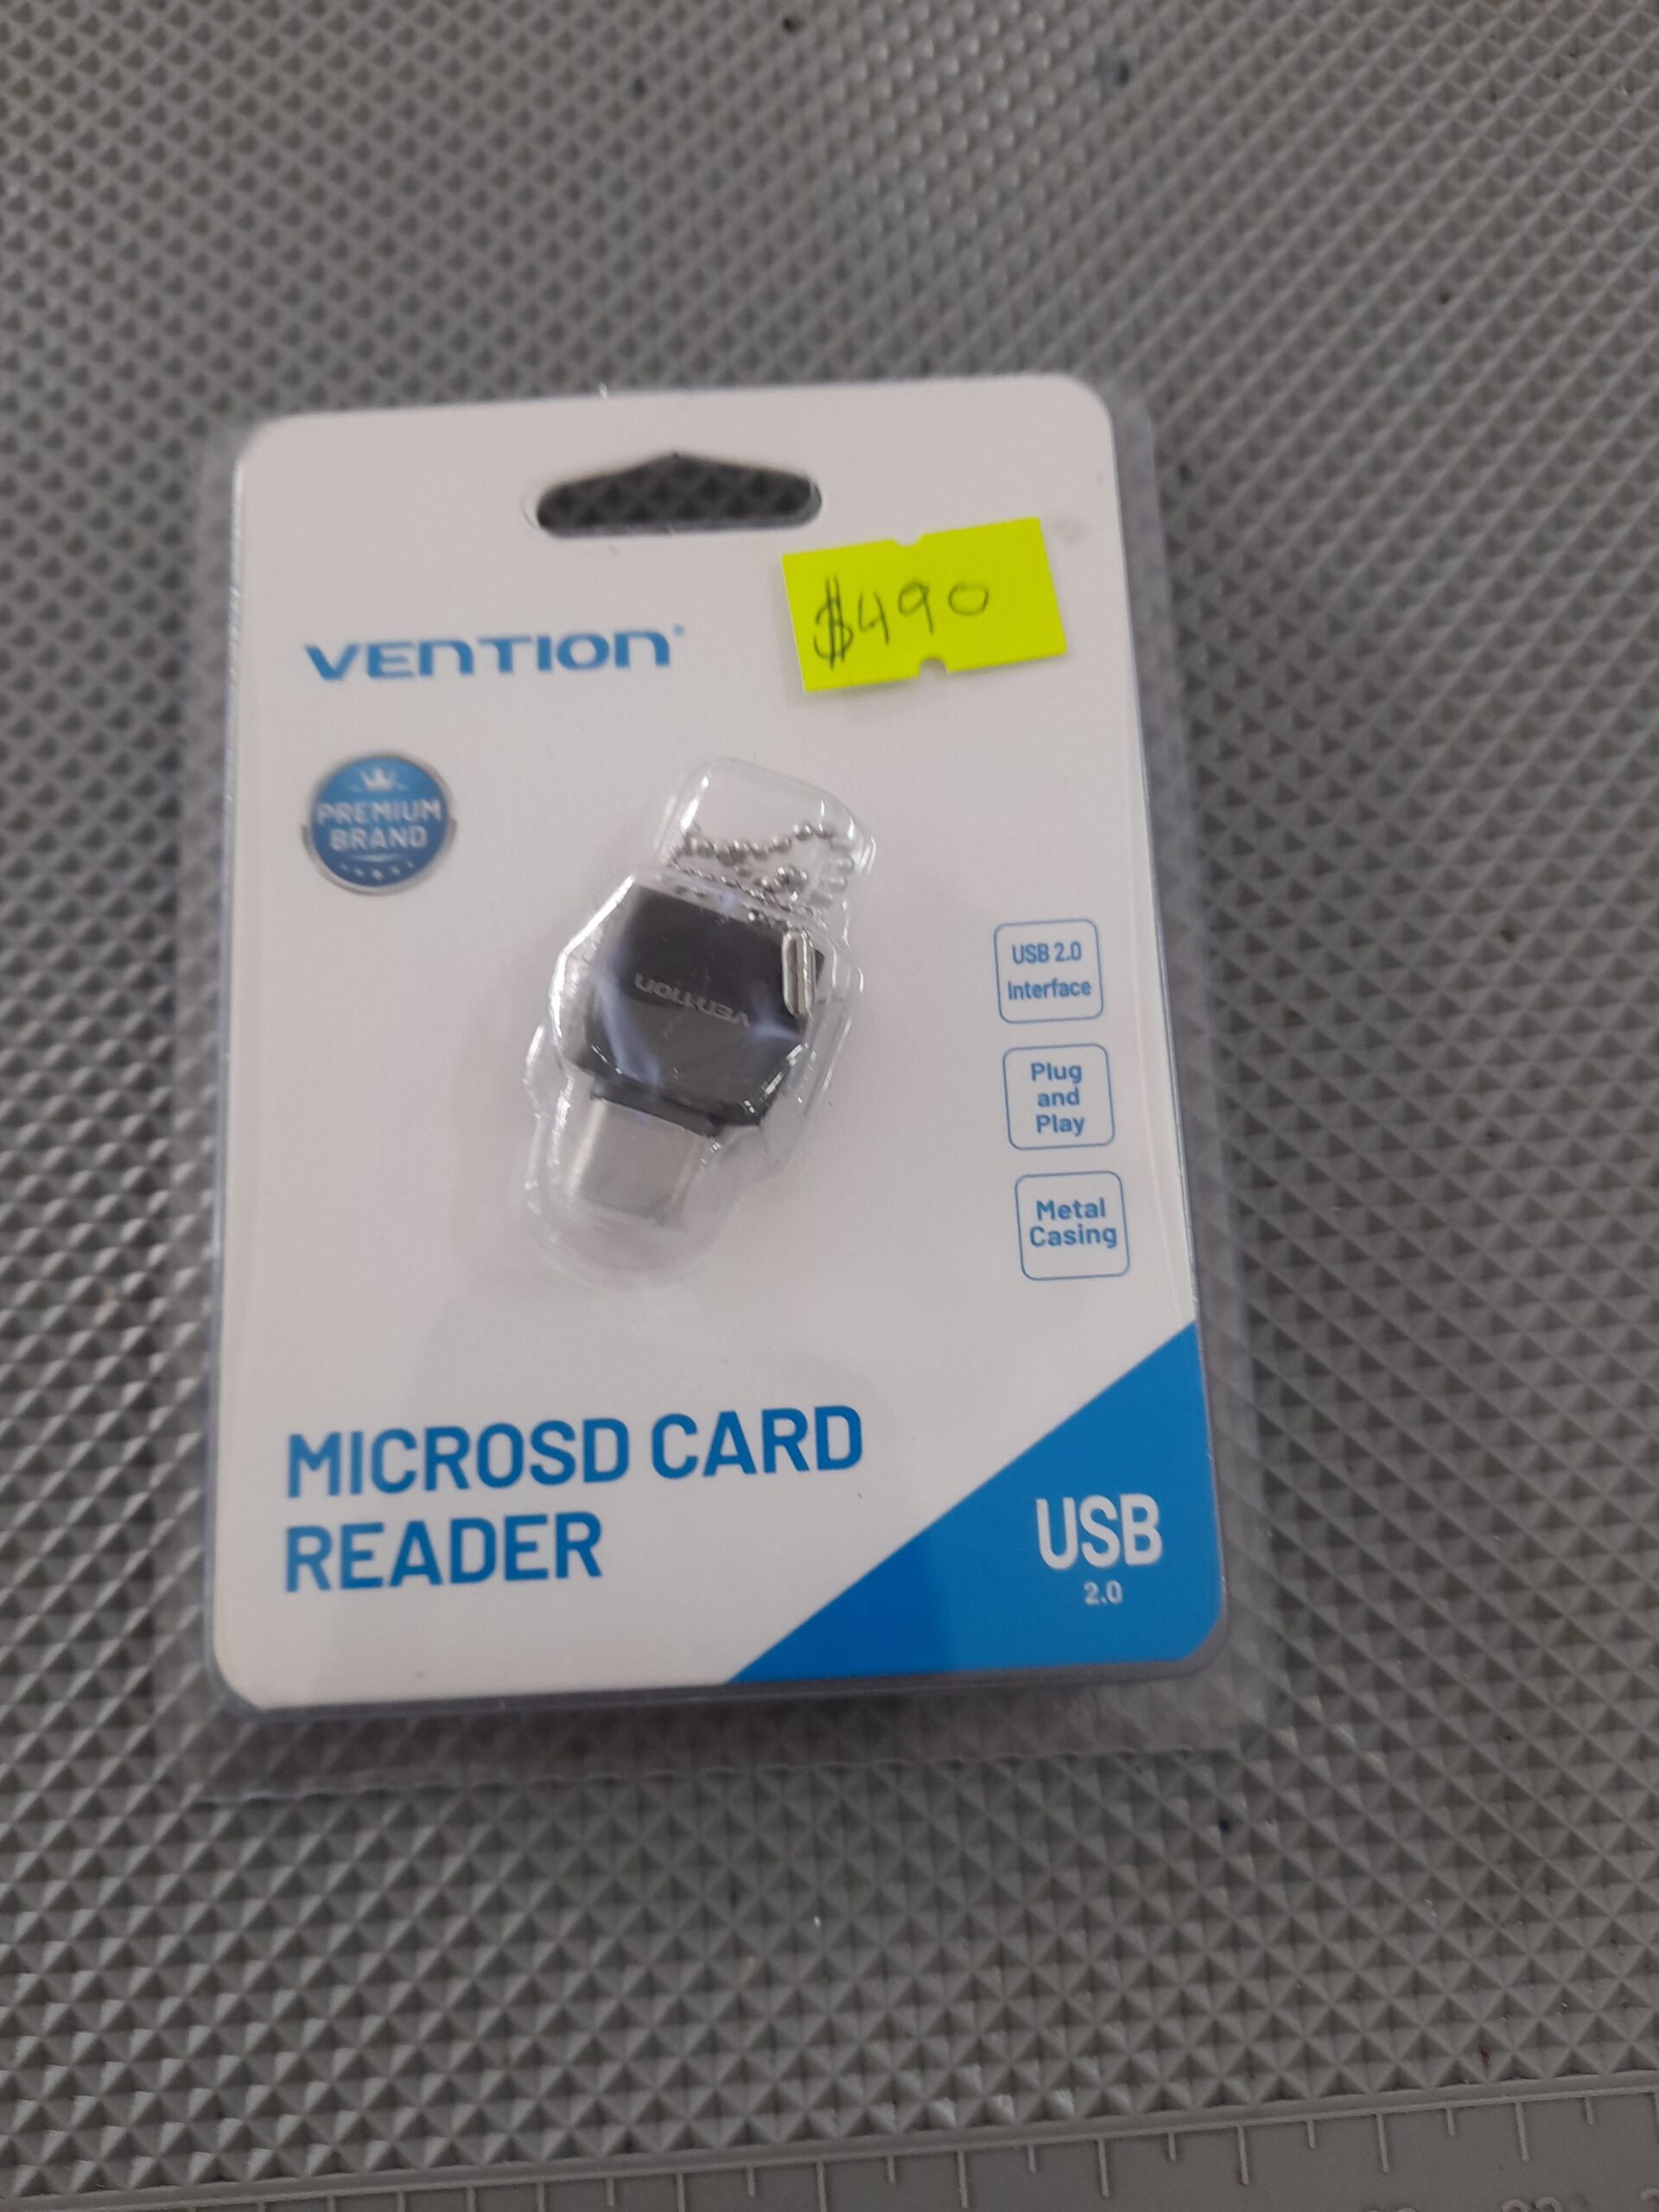 VENTION
$490
PREMIUM
BRAND
VENTION
USB 2.0
Interface
Plug
and
Play
Metal
Casing
MICROSD CARD
READER
USB
2.0